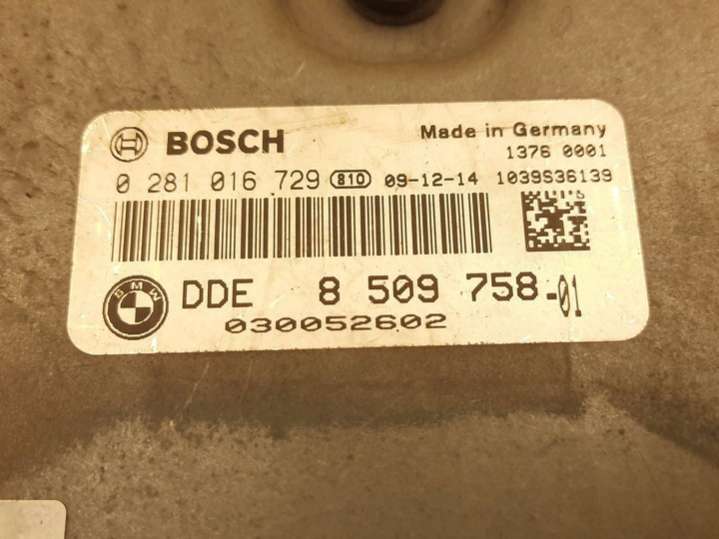 BOSCH
Made in Germany
1376 0001
0 281 016 729 810 09-12-14 1039S36139
BMW
DDE 8 509 758-01
030052602